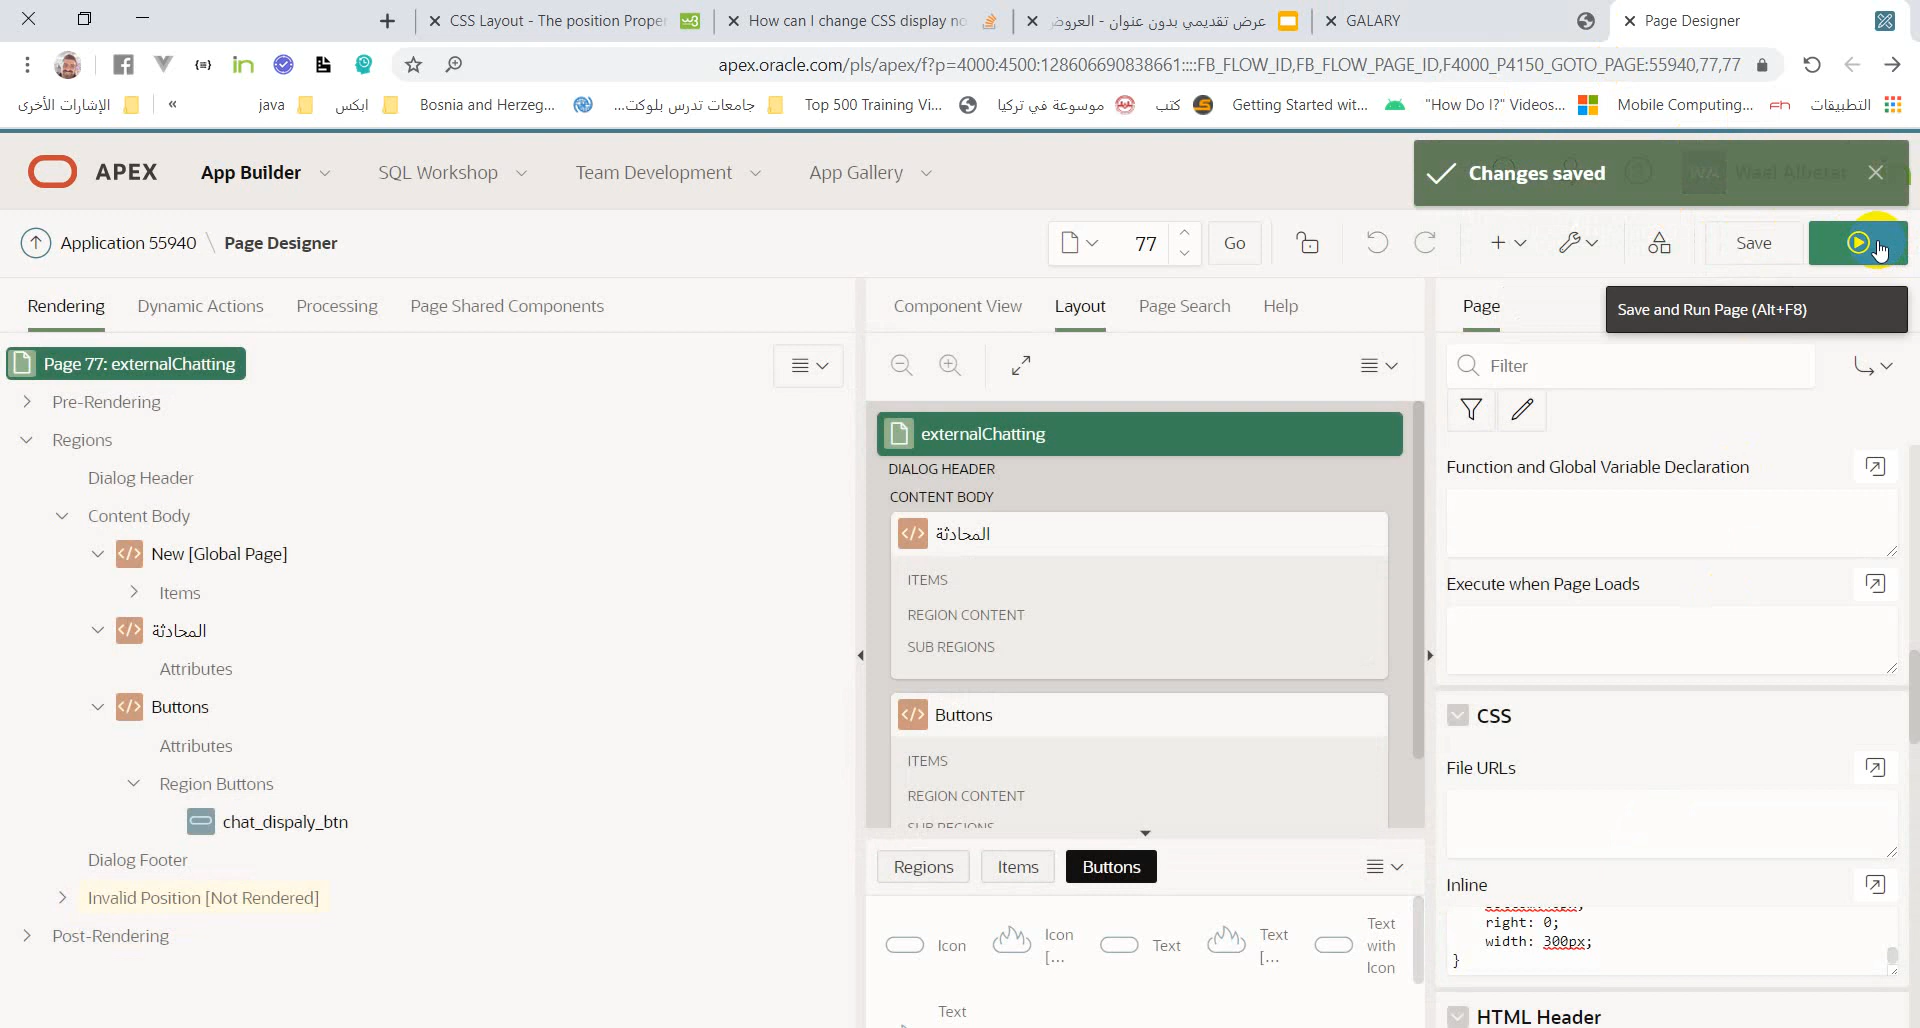 CSS Layout - The position Proper
How can I change CSS display no
عرض تقديمي بدون عنوان - العروض
GALARY
Page Designer
apex.oracle.com/pls/apex/f?p=4000:4500:128606690838661::::FB_FLOW_ID,FB_FLOW_PAGE_ID,F4000_P4150_GOTO_PAGE:55940,77,77
الإشارات الأخرى
»
java
ابكس
Bosnia and Herzeg...
جامعات تدرس بلوكت...
Top 500 Training Vi...
موسوعة في تركيا
كتب
Getting Started wit...
"How Do I?" Videos...
Mobile Computing...
التطبيقات
APEX
App Builder
SQL Workshop
Team Development
App Gallery
Changes saved
Application 55940 \ Page Designer
77
Go
Save
Save and Run Page (Alt+F8)
Rendering
Dynamic Actions
Processing
Page Shared Components
Page 77: externalChatting
Pre-Rendering
Regions
Dialog Header
Content Body
New [Global Page]
Items
المحادثة
Attributes
Buttons
Attributes
Region Buttons
chat_dispaly_btn
Dialog Footer
Invalid Position [Not Rendered]
Post-Rendering
Component View
Layout
Page Search
Help
externalChatting
DIALOG HEADER
CONTENT BODY
المحادثة
ITEMS
REGION CONTENT
SUB REGIONS
Buttons
ITEMS
REGION CONTENT
SUB REGIONS
Regions
Items
Buttons
Icon
Icon
[...
Text
Text
[...
Text
with
Icon
Text
Page
Filter
Function and Global Variable Declaration
Execute when Page Loads
CSS
File URLs
Inline
right: 0;
width: 300px;
}
HTML Header